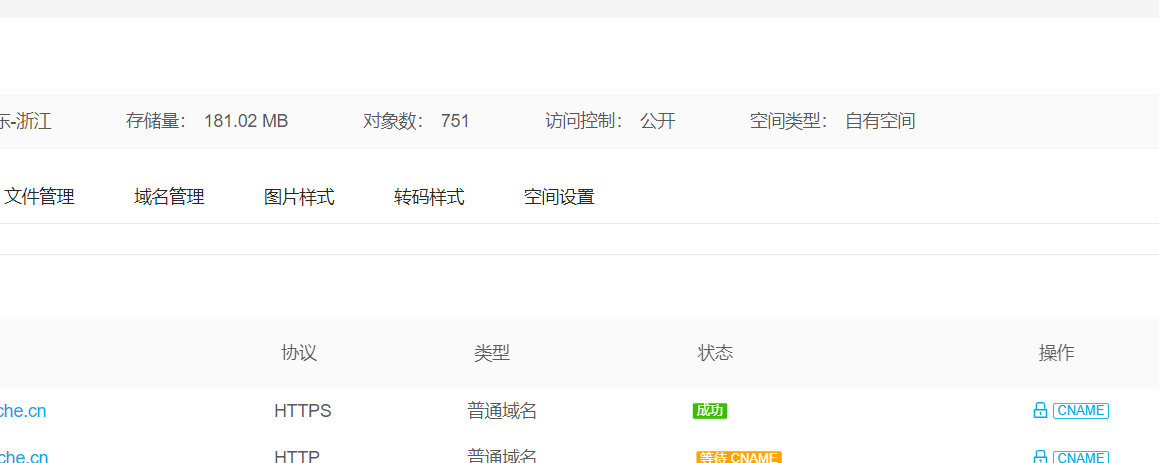 东-浙江 存储量： 181.02 MB 对象数： 751 访问控制： 公开 空间类型： 自有空间
文件管理 域名管理 图片样式 转码样式 空间设置
协议 类型 状态 操作
che.cn HTTPS 普通域名 成功 CNAME
che.cn HTTP 普通域名 等待 CNAME CNAME